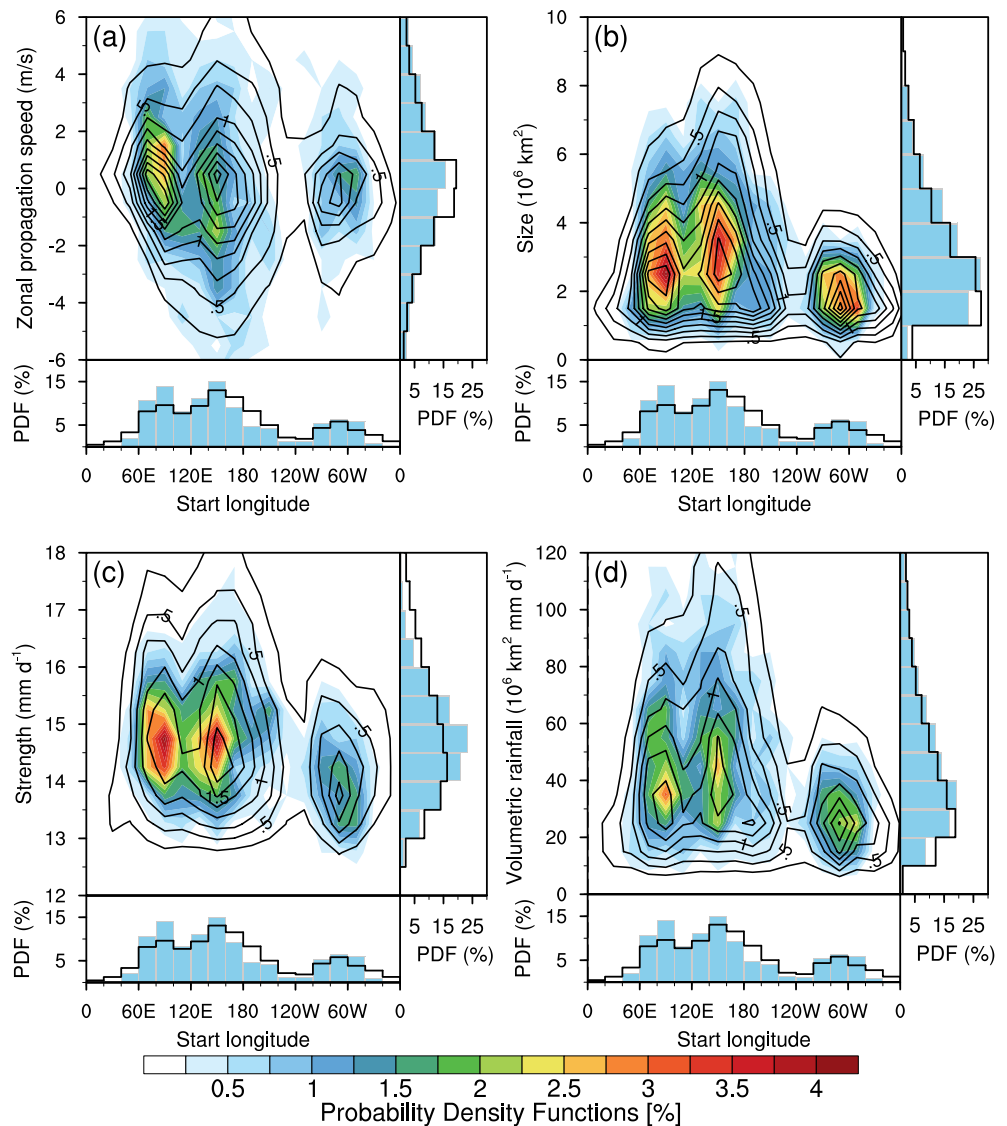 (a)
Zonal propagation speed (m/s)
6
4
2
0
-2
-4
-6
.5
1
.5
.5
1.5
1
.5
PDF (%)
15
5
0 60E 120E 180 120W 60W 0
Start longitude
5 15 25
PDF (%)
(b)
Size (10⁶ km²)
10
8
6
4
2
0
.5
1
.5
.5
1
1.5
1
1
.5
PDF (%)
15
5
0 60E 120E 180 120W 60W 0
Start longitude
5 15 25
PDF (%)
(c)
Strength (mm d⁻¹)
18
17
16
15
14
13
12
.5
.5
1
.5
1
1.5
.5
PDF (%)
15
5
0 60E 120E 180 120W 60W 0
Start longitude
5 15 25
PDF (%)
(d)
Volumetric rainfall (10⁶ km² mm d⁻¹)
120
100
80
60
40
20
0
.5
.5
1
.5
.5
1
.5
PDF (%)
15
5
0 60E 120E 180 120W 60W 0
Start longitude
5 15 25
PDF (%)
0.5 1 1.5 2 2.5 3 3.5 4
Probability Density Functions [%]